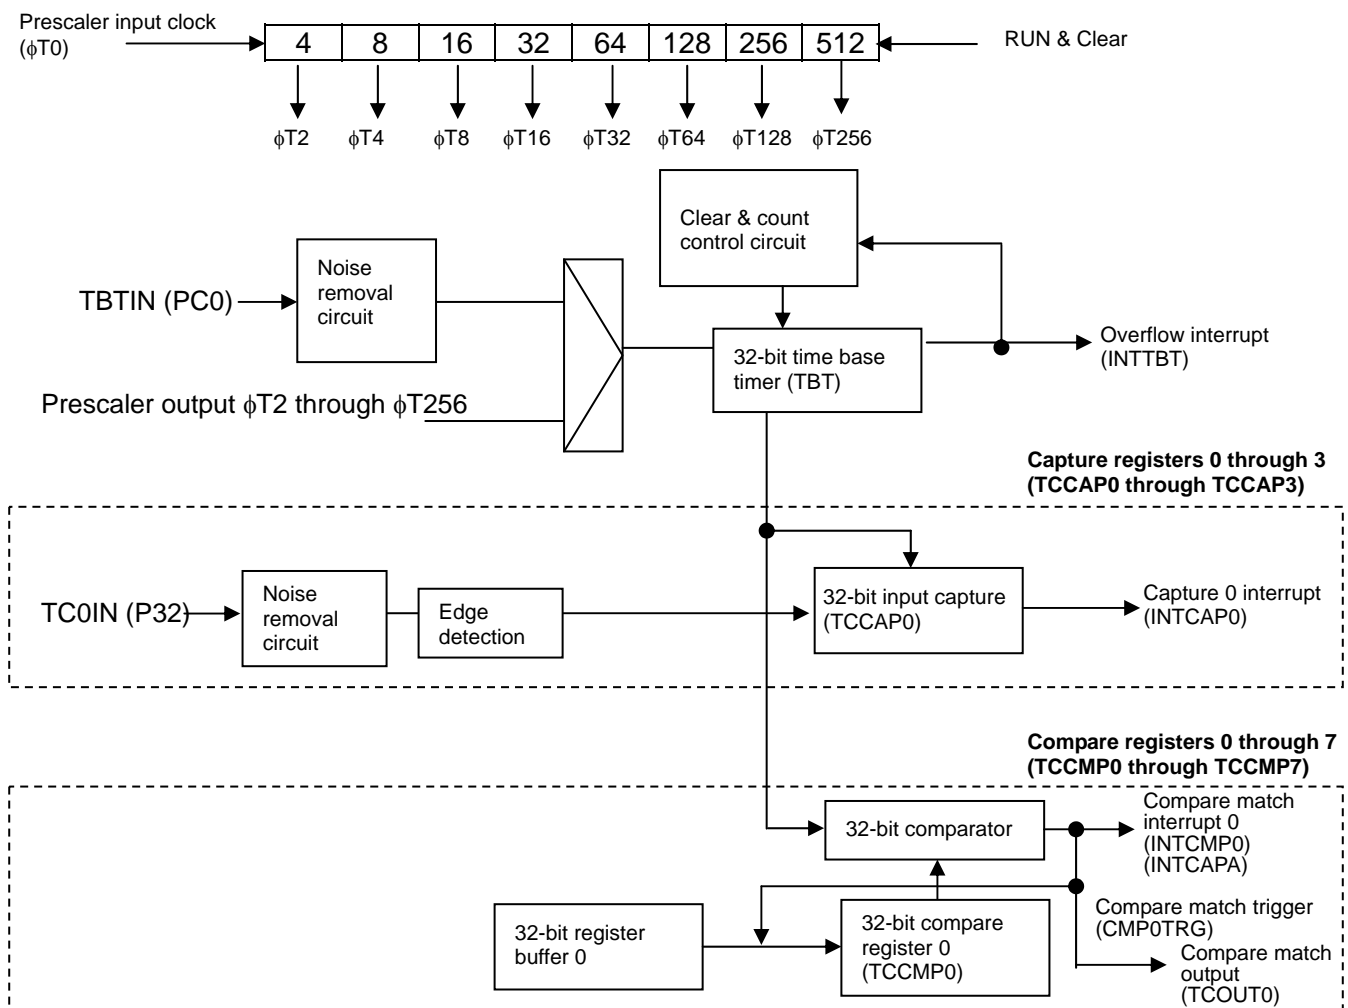 Prescaler input clock
(ϕT0)
4 8 16 32 64 128 256 512
RUN & Clear
ϕT2 ϕT4 ϕT8 ϕT16 ϕT32 ϕT64 ϕT128 ϕT256
Clear & count
control circuit
Noise
removal
circuit
TBTIN (PC0)
32-bit time base
timer (TBT)
Overflow interrupt
(INTTBT)
Prescaler output ϕT2 through ϕT256
Capture registers 0 through 3
(TCCAP0 through TCCAP3)
TC0IN (P32)
Noise
removal
circuit
Edge
detection
32-bit input capture
(TCCAP0)
Capture 0 interrupt
(INTCAP0)
Compare registers 0 through 7
(TCCMP0 through TCCMP7)
32-bit comparator
Compare match
interrupt 0
(INTCMP0)
(INTCAPA)
32-bit register
buffer 0
32-bit compare
register 0
(TCCMP0)
Compare match trigger
(CMP0TRG)
Compare match
output
(TCOUT0)